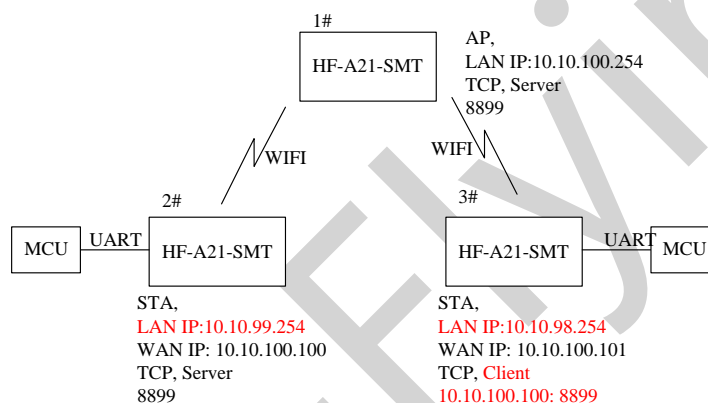 1#
HF-A21-SMT
AP,
LAN IP:10.10.100.254
TCP, Server
8899
WIFI
WIFI
2#
3#
MCU
UART
HF-A21-SMT
HF-A21-SMT
UART
MCU
STA,
LAN IP:10.10.99.254
WAN IP: 10.10.100.100
TCP, Server
8899
STA,
LAN IP:10.10.98.254
WAN IP: 10.10.100.101
TCP, Client
10.10.100.100: 8899
Flyin